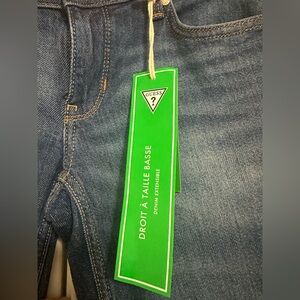 GUESS
?
DROIT À TAILLE BASSE
DENIM EXTENSIBLE